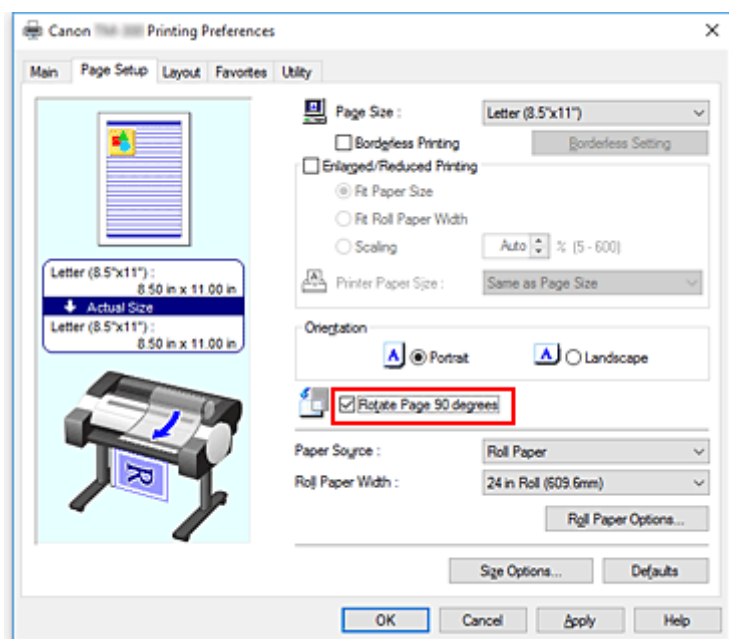 Canon Printing Preferences
Main Page Setup Layout Favorites Utility
Page Size : Letter (8.5"x11")
Borderless Printing Borderless Setting
Enlarged/Reduced Printing
Fit Paper Size
Fit Roll Paper Width
Scaling Auto % (5 - 600)
Printer Paper Size : Same as Page Size
Letter (8.5"x11") :
8.50 in x 11.00 in
Actual Size
Letter (8.5"x11") :
8.50 in x 11.00 in
Orientation
A Portrait A Landscape
Rotate Page 90 degrees
Paper Source : Roll Paper
Roll Paper Width : 24 in Roll (609.6mm)
R
Roll Paper Options...
Size Options... Defaults
OK Cancel Apply Help